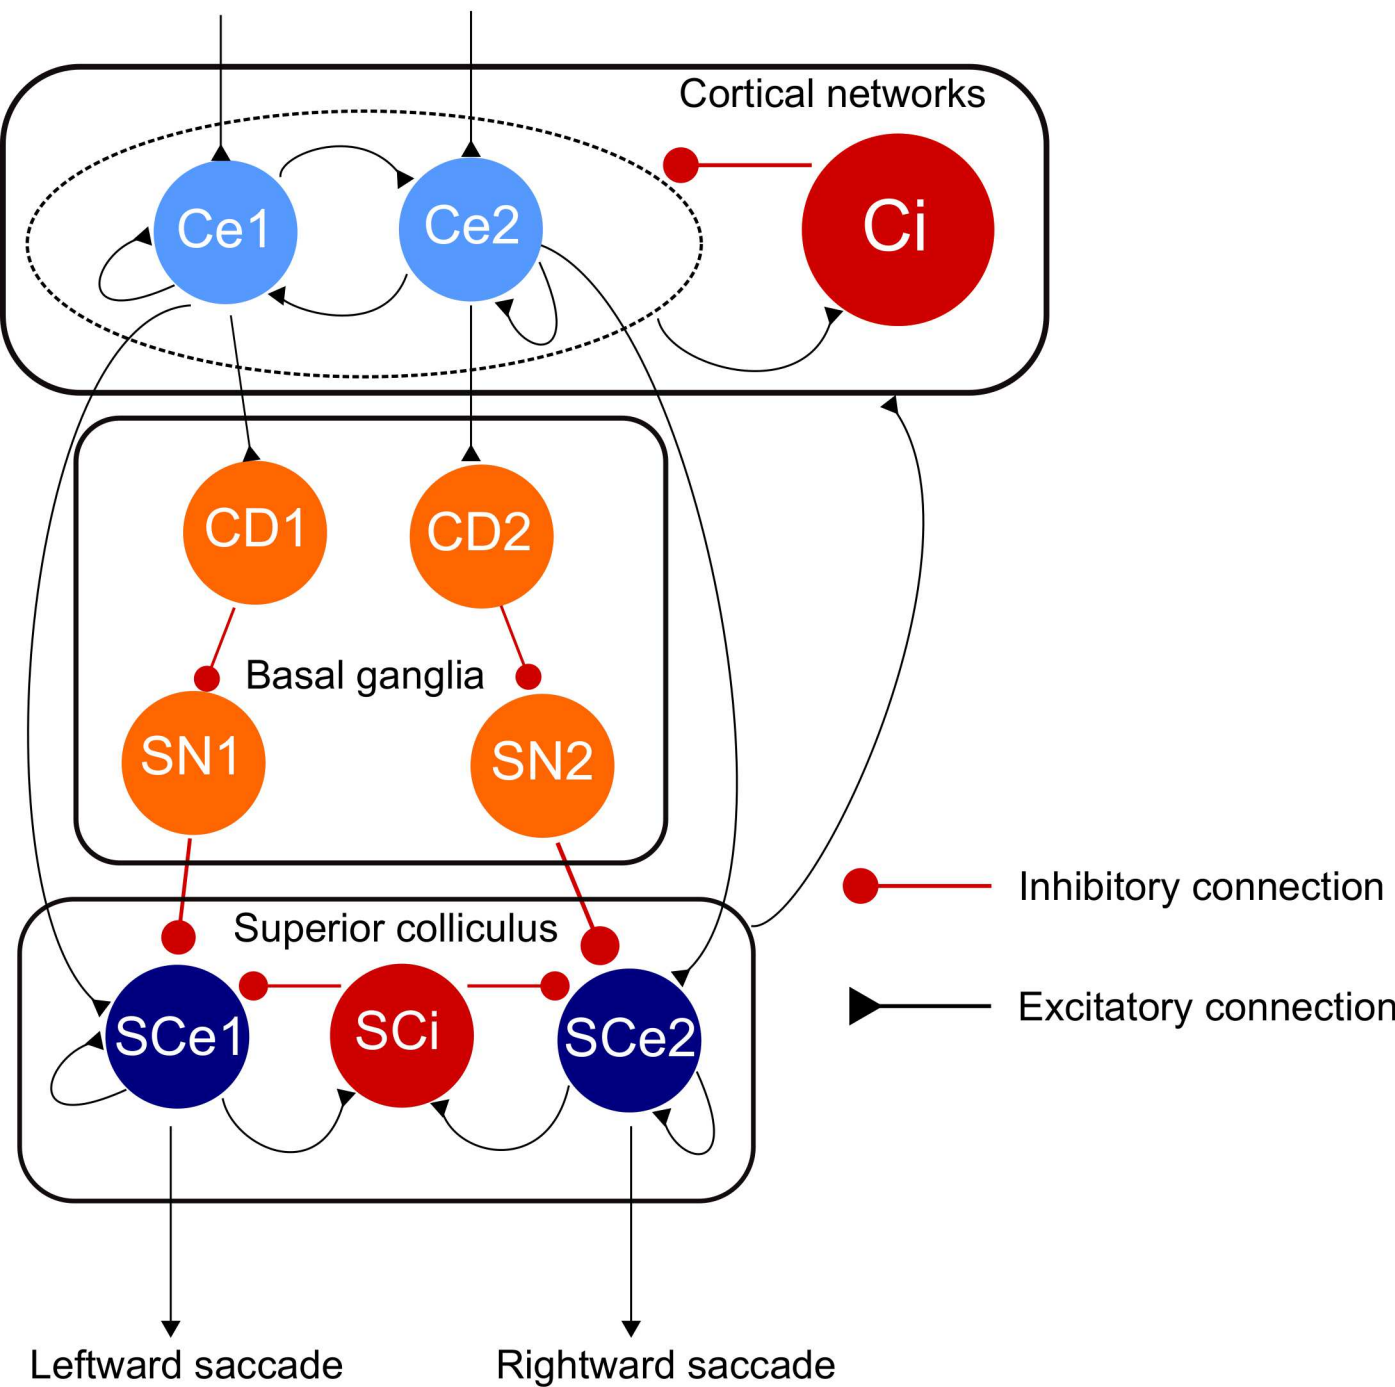 Cortical networks
Ce1
Ce2
Ci
CD1
CD2
Basal ganglia
SN1
SN2
Inhibitory connection
Superior colliculus
Excitatory connection
SCe1
SCi
SCe2
Leftward saccade
Rightward saccade